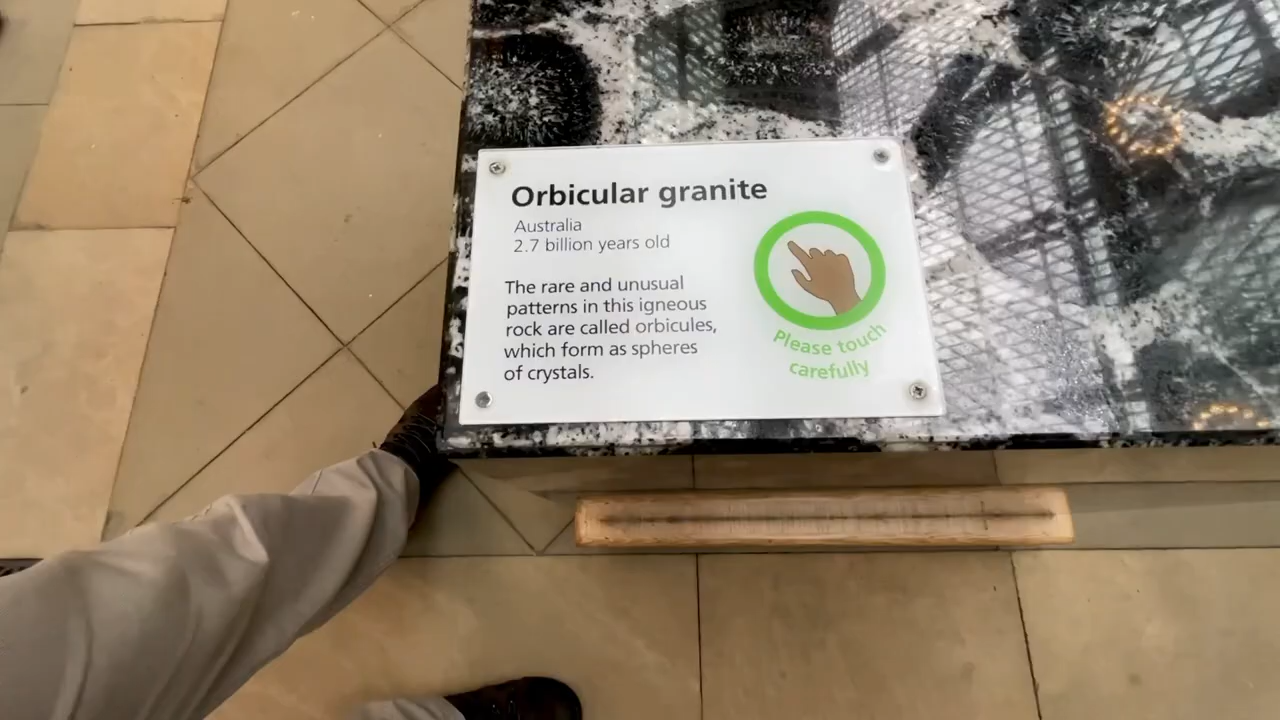 Orbicular granite
Australia
2.7 billion years old
The rare and unusual
patterns in this igneous
rock are called orbicules,
which form as spheres
of crystals.
Please touch
carefully